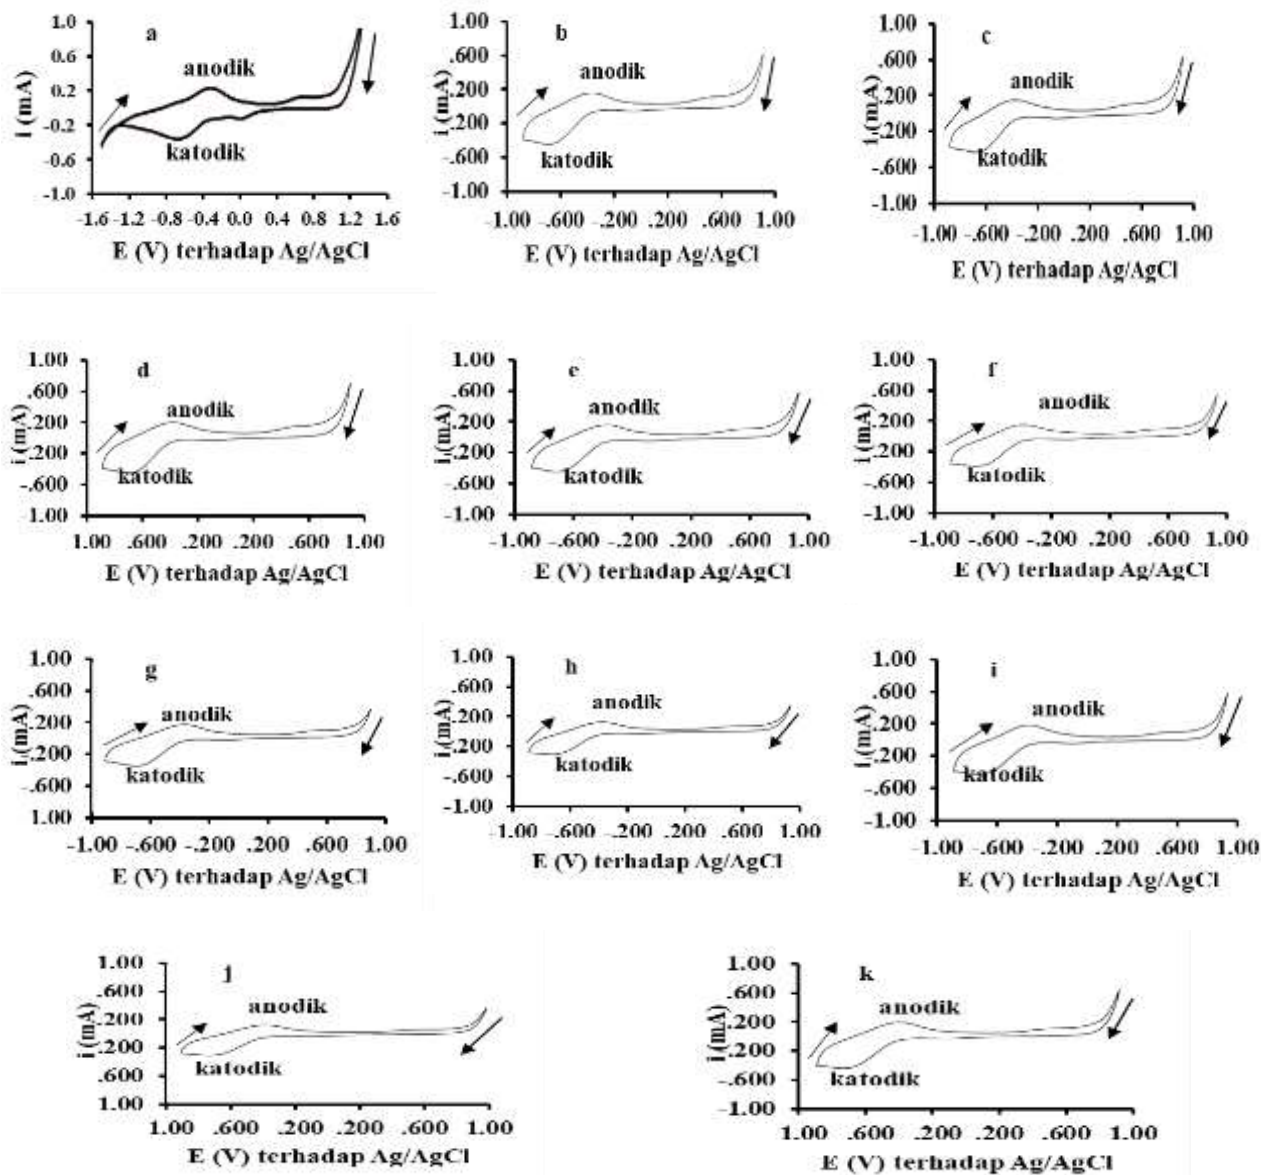 a
1.0
0.6
0.2
-0.2
-0.6
-1.0
i (mA)
anodik
katodik
-1.6 -1.2 -0.8 -0.4 0.0 0.4 0.8 1.2 1.6
E (V) terhadap Ag/AgCl
b
1.00
.600
.200
.200
-.600
-1.00
i (mA)
anodik
katodik
-1.00 -.600 .200 .200 .600 1.00
E (V) terhadap Ag/AgCl
c
1.00
.600
.200
.200
-.600
-1.00
i (mA)
anodik
katodik
-1.00 -.600 .200 .200 .600 1.00
E (V) terhadap Ag/AgCl
d
1.00
.600
.200
.200
-.600
1.00
i (mA)
anodik
katodik
1.00 .600 .200 .200 .600 1.00
E (V) terhadap Ag/AgCl
e
1.00
.600
.200
.200
-.600
-1.00
i (mA)
anodik
katodik
-1.00 -.600 .200 .200 .600 1.00
E (V) terhadap Ag/AgCl
f
1.00
.600
.200
.200
-.600
-1.00
i (mA)
anodik
katodik
-1.00 -.600 .200 .200 .600 1.00
E (V) terhadap Ag/AgCl
g
1.00
.600
.200
-.200
-.600
-1.00
i (mA)
anodik
katodik
-1.00 -.600 -.200 .200 .600 1.00
E (V) terhadap Ag/AgCl
h
1.00
.600
.200
-.200
-.600
-1.00
i (mA)
anodik
katodik
-1.00 -.600 -.200 .200 .600 1.00
E (V) terhadap Ag/AgCl
i
1.00
.600
.200
-.200
-.600
-1.00
i (mA)
anodik
katodik
-1.00 -.600 -.200 .200 .600 1.00
E (V) terhadap Ag/AgCl
j
1.00
.600
.200
.200
.600
1.00
i (mA)
anodik
katodik
1.00 .600 .200 .200 .600 1.00
E (V) terhadap Ag/AgCl
k
1.00
.600
.200
.200
-.600
-1.00
i (mA)
anodik
katodik
1.00 .600 .200 .200 .600 1.00
E (V) terhadap Ag/AgCl